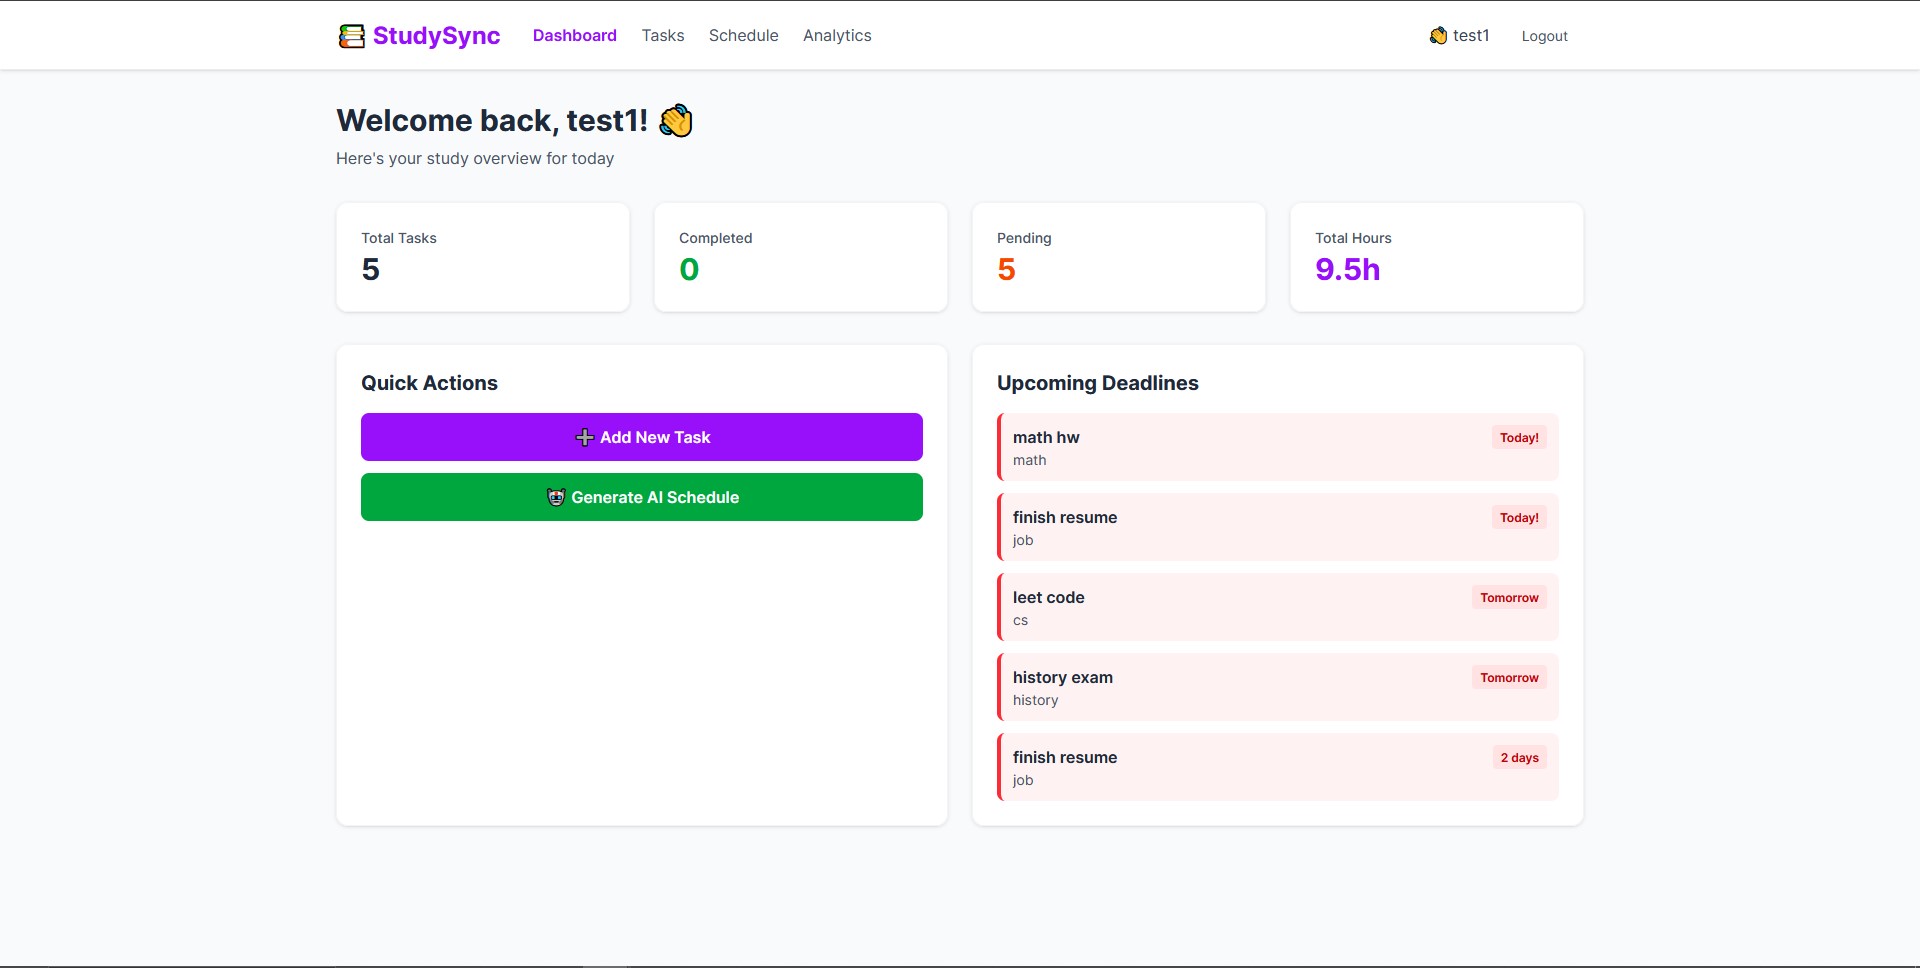 📚 StudySync Dashboard Tasks Schedule Analytics 👋 test1 Logout
Welcome back, test1! 👋
Here's your study overview for today
Total Tasks
5
Completed
0
Pending
5
Total Hours
9.5h
Quick Actions
➕ Add New Task
🤖 Generate AI Schedule
Upcoming Deadlines
math hw Today!
math
finish resume Today!
job
leet code Tomorrow
cs
history exam Tomorrow
history
finish resume 2 days
job